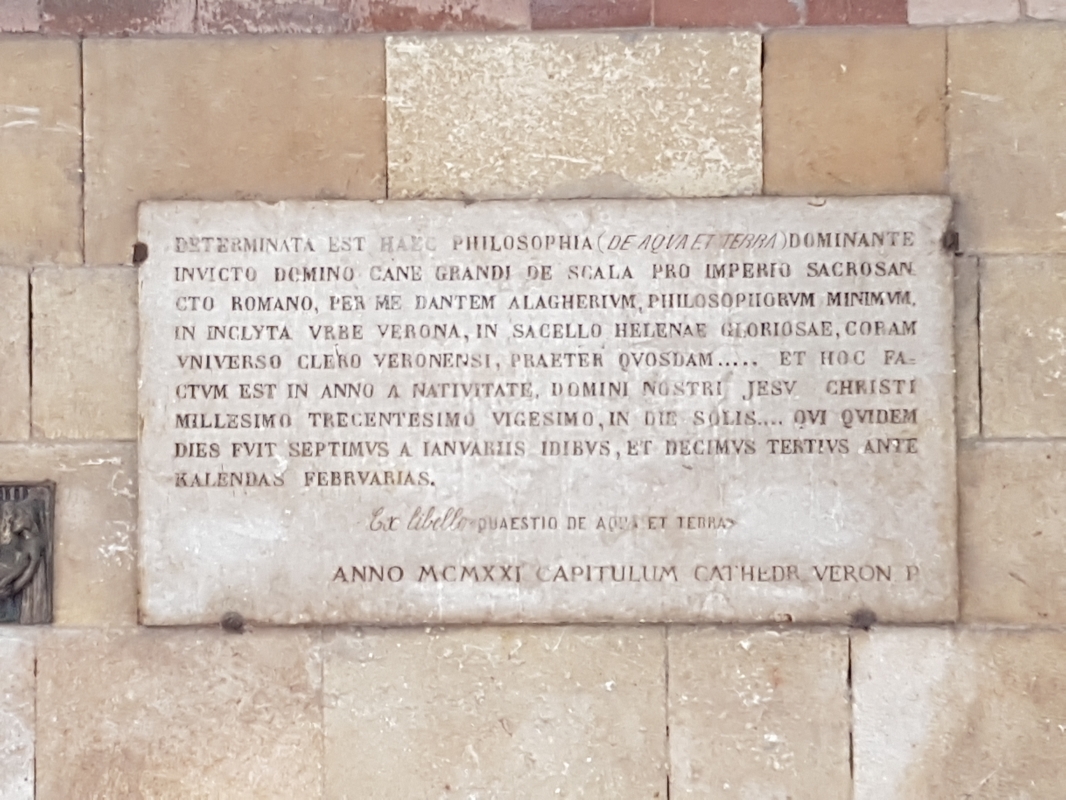 DETERMINATA EST HAEC PHILOSOPHIA (DE AQVA ET TERRA) DOMINANTE
INVICTO DOMINO CANE GRANDI DE SCALA PRO IMPERIO SACROSAN
CTO ROMANO, PER ME DANTEM ALAGHERIVM, PHILOSOPHORVM MINIMVM,
IN INCLYTA VRBE VERONA, IN SACELLO HELENAE GLORIOSAE, CORAM
VNIVERSO CLERO VERONENSI, PRAETER QVOSDAM..... ET HOC FA=
CTVM EST IN ANNO A NATIVITATE, DOMINI NOSTRI JESV CHRISTI
MILLESIMO TRECENTESIMO VIGESIMO, IN DIE SOLIS.... QVI QVIDEM
DIES FVIT SEPTIMVS A IANVARIIS IDIBVS, ET DECIMVS TERTIVS ANTE
KALENDAS FEBRVARIAS.
Ex libello «QUAESTIO DE AQUA ET TERRA»
ANNO MCMXXI CAPITULUM CATHEDR VERON P